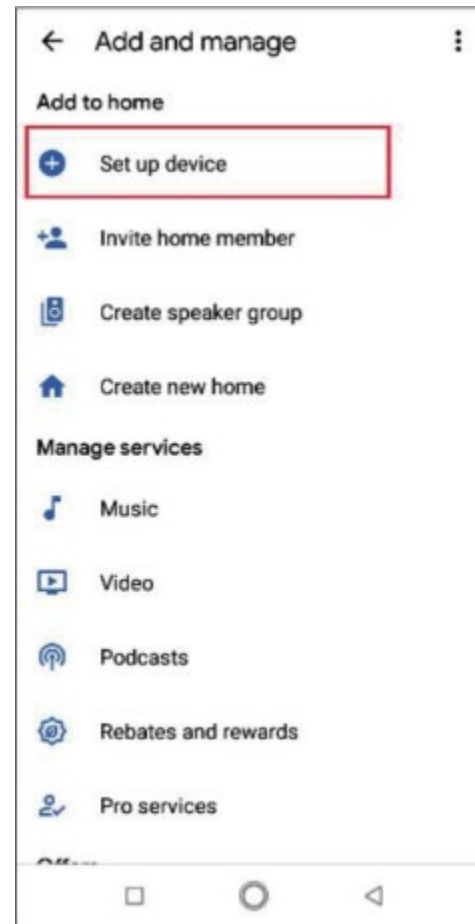 Add and manage
Add to home
Set up device
Invite home member
Create speaker group
Create new home
Manage services
Music
Video
Podcasts
Rebates and rewards
Pro services